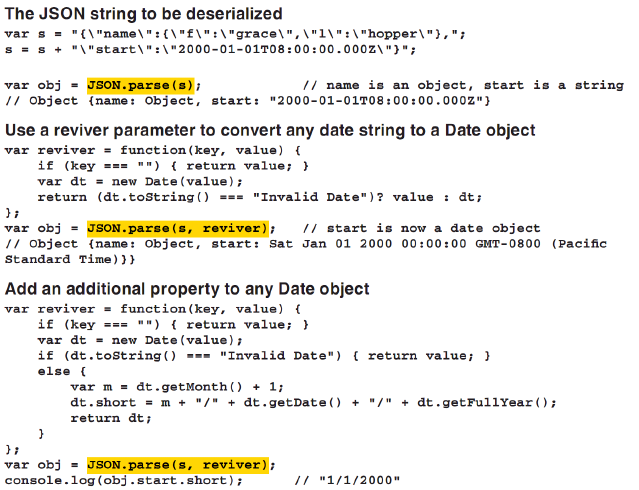 The JSON string to be deserialized
var s = "{\"name\":{\"f\":\"grace\",\"l\":\"hopper\"},";
s = s + "\"start\":\"2000-01-01T08:00:00.000Z\"}";
var obj = JSON.parse(s);            // name is an object, start is a string
// Object {name: Object, start: "2000-01-01T08:00:00.000Z"}
Use a reviver parameter to convert any date string to a Date object
var reviver = function(key, value) {
    if (key === "") { return value; }
    var dt = new Date(value);
    return (dt.toString() === "Invalid Date")? value : dt;
};
var obj = JSON.parse(s, reviver);   // start is now a date object
// Object {name: Object, start: Sat Jan 01 2000 00:00:00 GMT-0800 (Pacific
Standard Time)}}
Add an additional property to any Date object
var reviver = function(key, value) {
    if (key === "") { return value; }
    var dt = new Date(value);
    if (dt.toString() === "Invalid Date") { return value; }
    else {
        var m = dt.getMonth() + 1;
        dt.short = m + "/" + dt.getDate() + "/" + dt.getFullYear();
        return dt;
    }
};
var obj = JSON.parse(s, reviver);
console.log(obj.start.short);      // "1/1/2000"